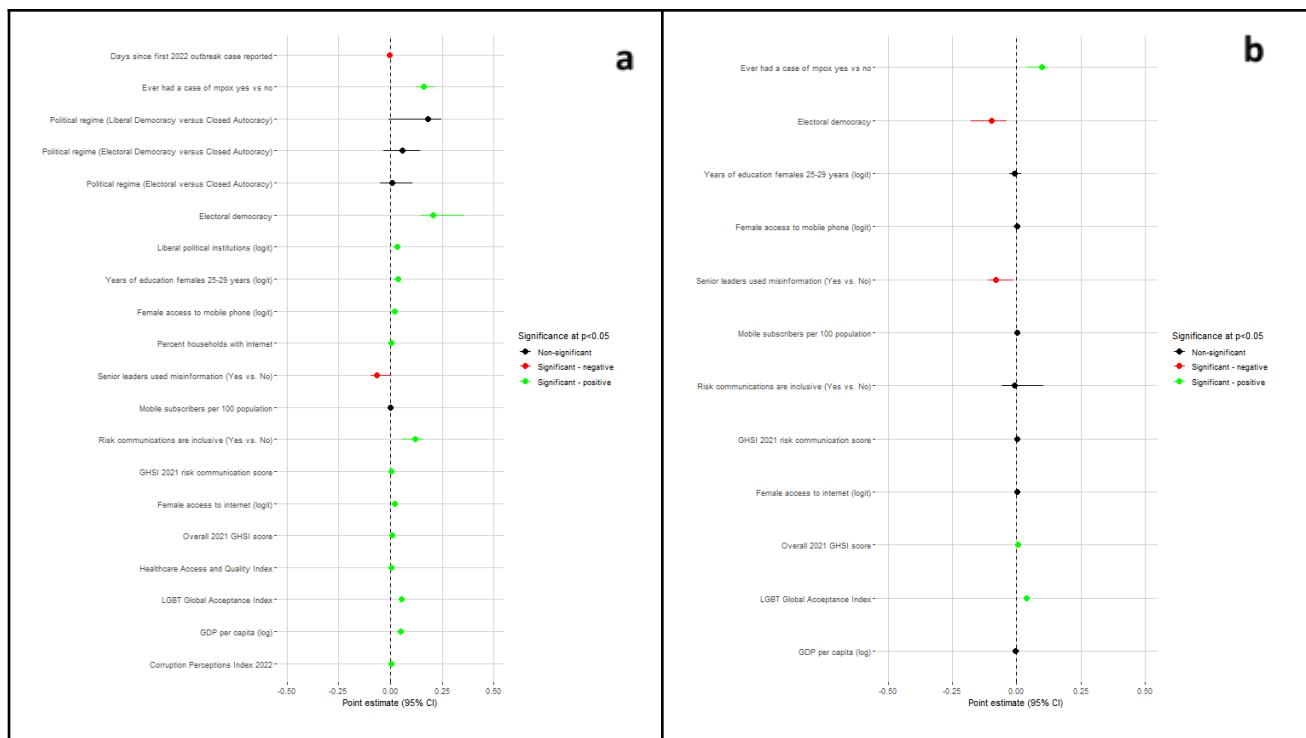 a
Days since first 2022 outbreak case reported
Ever had a case of mpox yes vs no
Political regime (Liberal Democracy versus Closed Autocracy)
Political regime (Electoral Democracy versus Closed Autocracy)
Political regime (Electoral versus Closed Autocracy)
Electoral democracy
Liberal political institutions (logit)
Years of education females 25-29 years (logit)
Female access to mobile phone (logit)
Percent households with internet
Senior leaders used misinformation (Yes vs. No)
Mobile subscribers per 100 population
Risk communications are inclusive (Yes vs. No)
GHSI 2021 risk communication score
Female access to internet (logit)
Overall 2021 GHSI score
Healthcare Access and Quality Index
LGBT Global Acceptance Index
GDP per capita (log)
Corruption Perceptions Index 2022
-0.50 -0.25 0.00 0.25 0.50
Point estimate (95% CI)
Significance at p<0.05
Non-significant
Significant - negative
Significant - positive
b
Ever had a case of mpox yes vs no
Electoral democracy
Years of education females 25-29 years (logit)
Female access to mobile phone (logit)
Senior leaders used misinformation (Yes vs. No)
Mobile subscribers per 100 population
Risk communications are inclusive (Yes vs. No)
GHSI 2021 risk communication score
Female access to internet (logit)
Overall 2021 GHSI score
LGBT Global Acceptance Index
GDP per capita (log)
-0.50 -0.25 0.00 0.25 0.50
Point estimate (95% CI)
Significance at p<0.05
Non-significant
Significant - negative
Significant - positive